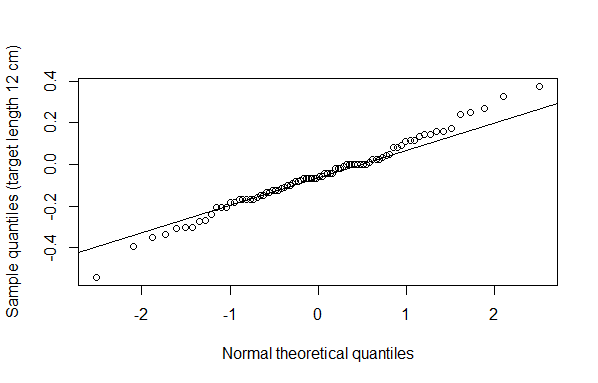 Sample quantiles (target length 12 cm)
0.4
0.2
0.0
-0.2
-0.4
-2 -1 0 1 2
Normal theoretical quantiles